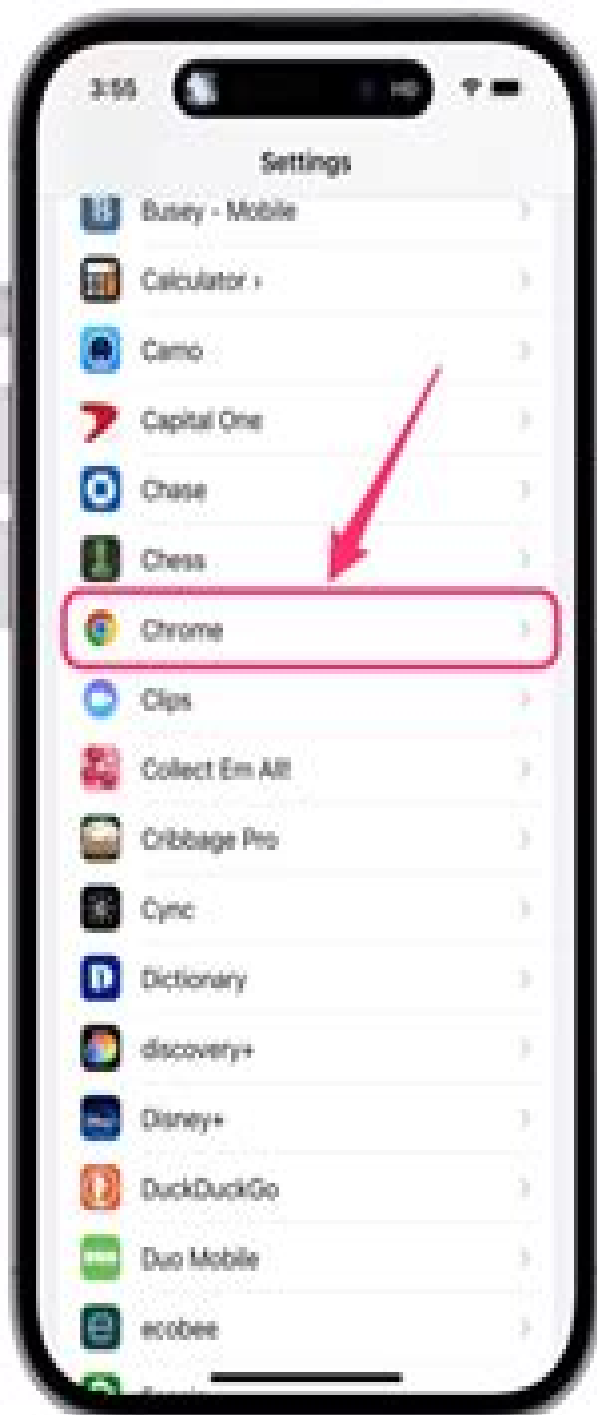 3:55
Settings
Busey - Mobile
Calculator ›
Camo
Capital One
Chase
Chess
Chrome
Clips
Collect Em All!
Cribbage Pro
Cync
Dictionary
discovery+
Disney+
DuckDuckGo
Duo Mobile
ecobee